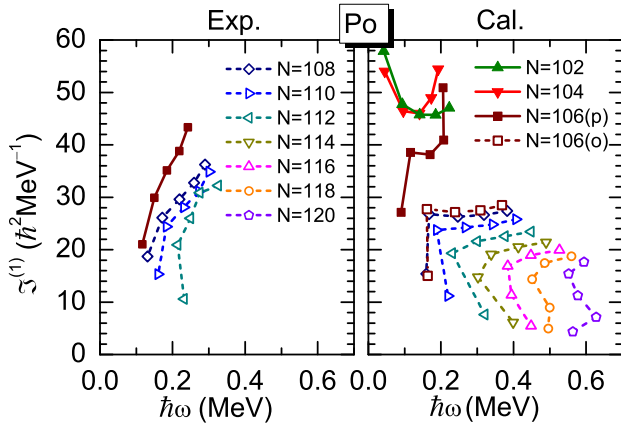 Exp. Po Cal.
ℑ⁽¹⁾ (ℏ² MeV⁻¹)
60
50
40
30
20
10
0
N=108
N=110
N=112
N=114
N=116
N=118
N=120
N=102
N=104
N=106(p)
N=106(o)
0.0 0.2 0.4 0.6 0.0 0.2 0.4 0.6
ℏω (MeV) ℏω (MeV)